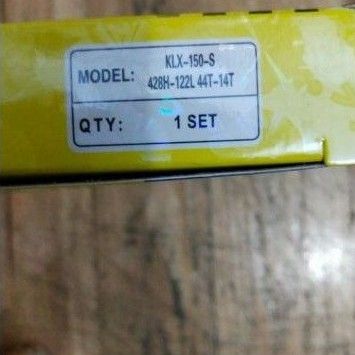 MODEL: KLX-150-S
428H-122L 44T-14T
QTY: 1 SET